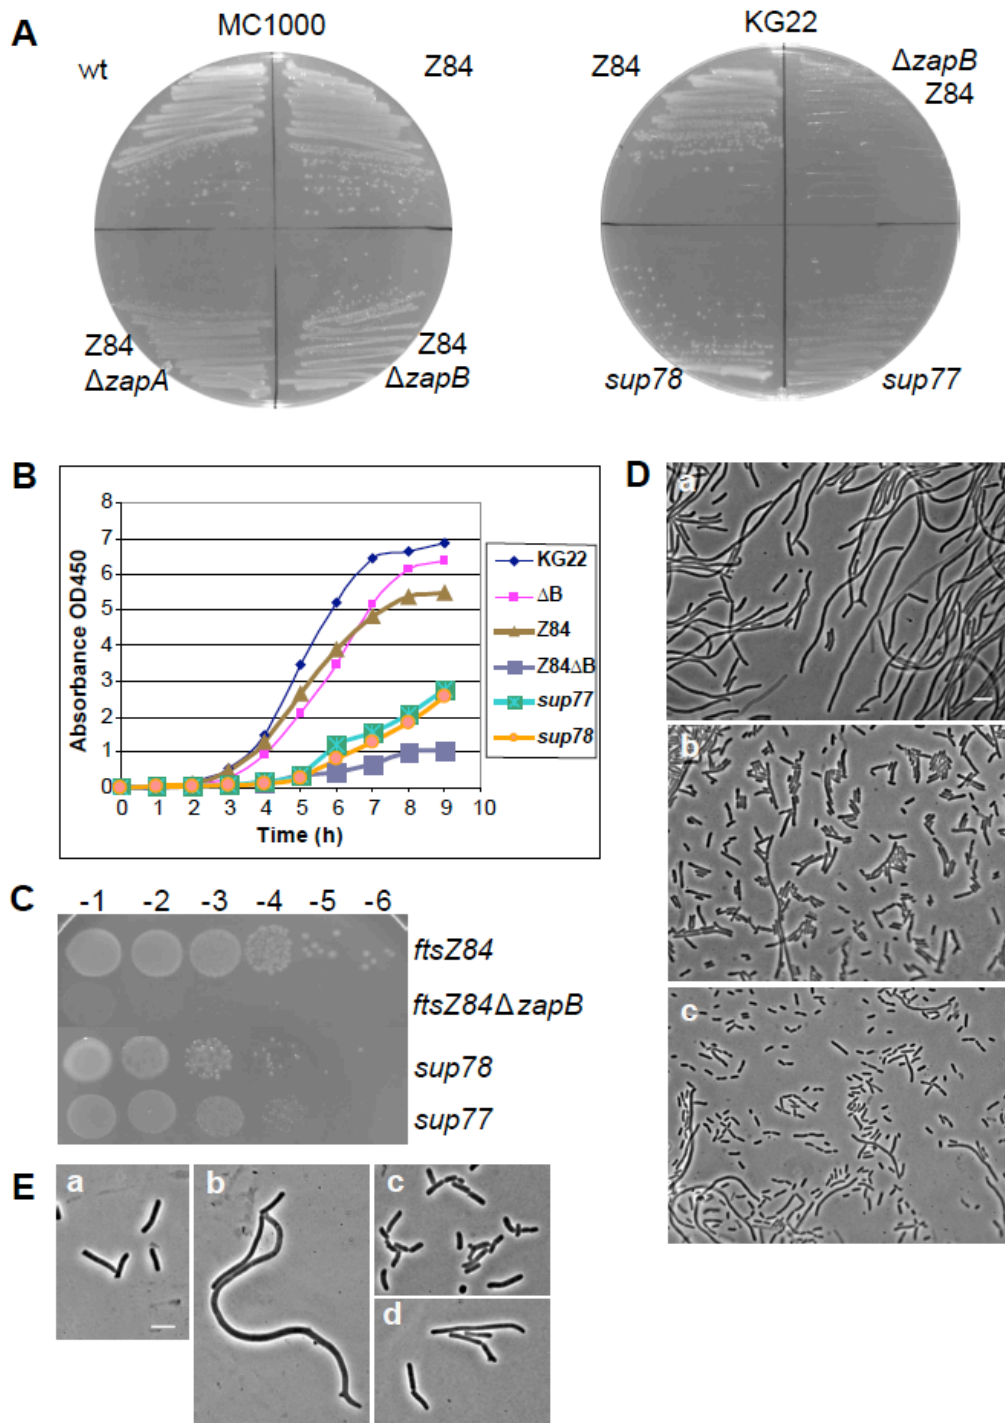 A
MC1000
KG22
wt
Z84
Z84
ΔzapB
Z84
Z84
ΔzapA
Z84
ΔzapB
sup78
sup77
B
8
7
6
5
4
3
2
1
0
0 1 2 3 4 5 6 7 8 9 10
Absorbance OD450
Time (h)
KG22
ΔB
Z84
Z84ΔB
sup77
sup78
C
-1 -2 -3 -4 -5 -6
ftsZ84
ftsZ84ΔzapB
sup78
sup77
D
a
b
c
E
a
b
c
d